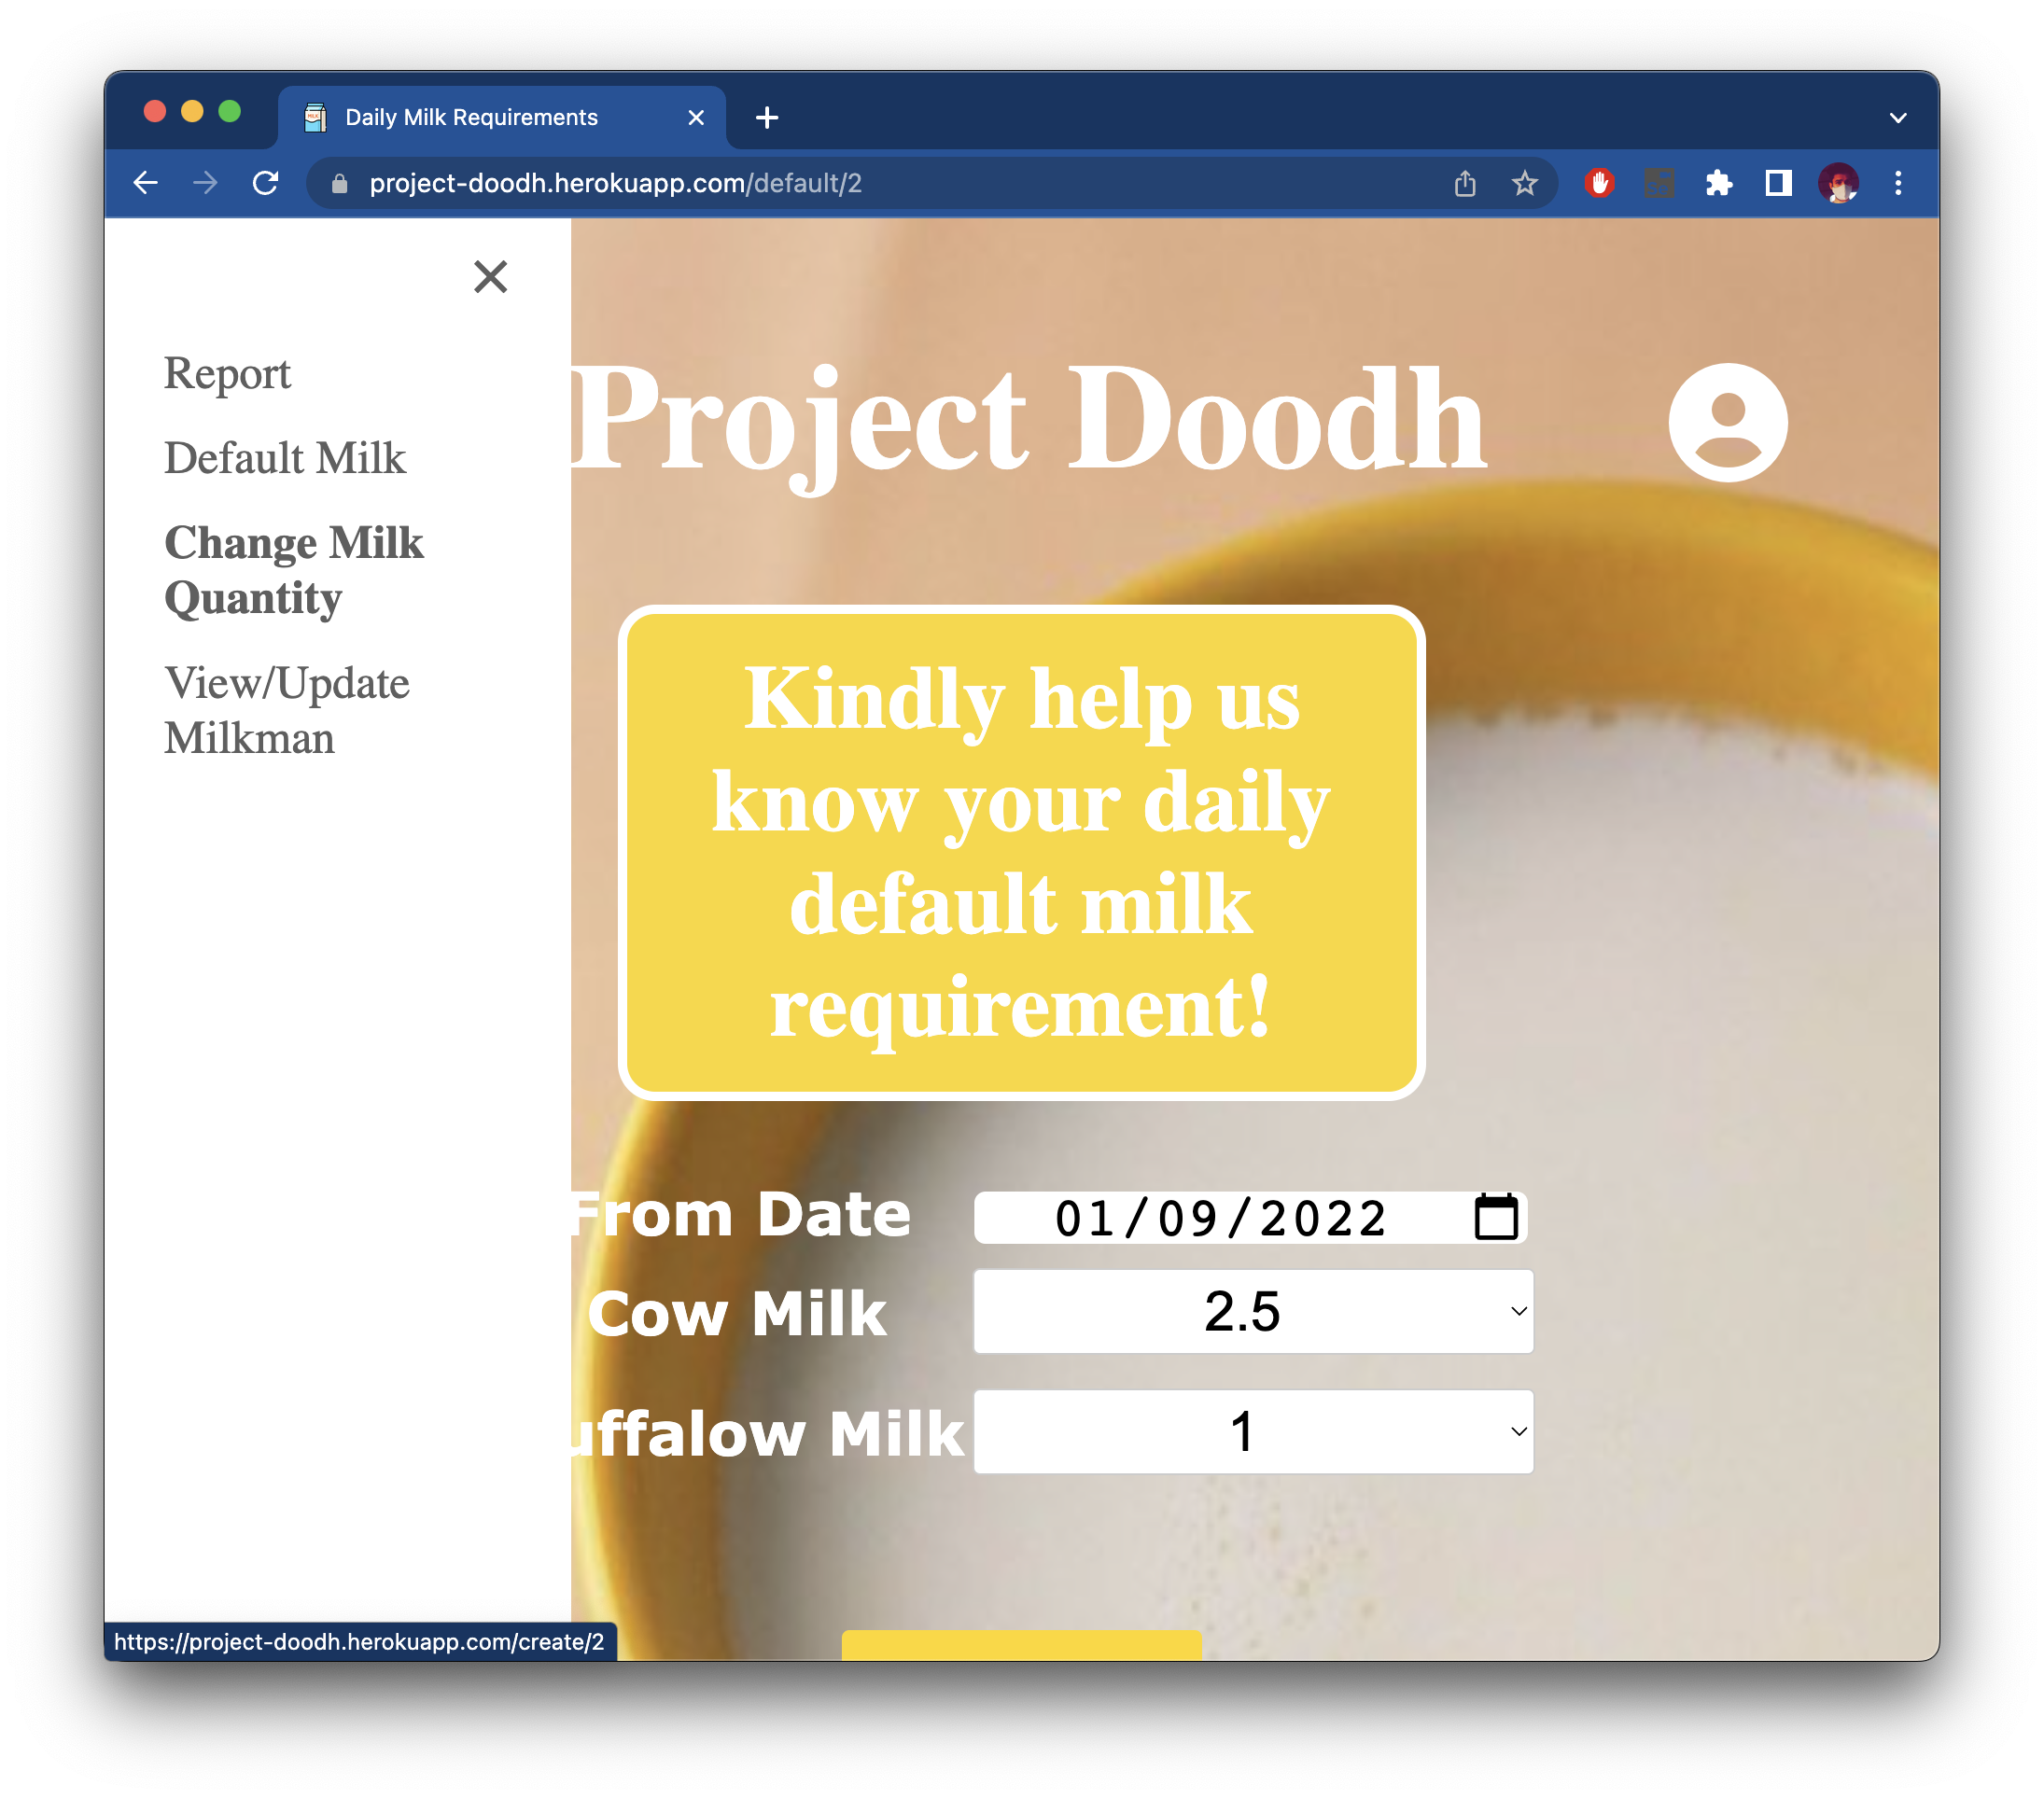 Daily Milk Requirements
project-doodh.herokuapp.com/default/2
Report
Default Milk
Change Milk
Quantity
View/Update
Milkman
Project Doodh
Kindly help us
know your daily
default milk
requirement!
From Date
01/09/2022
Cow Milk
2.5
uffalow Milk
1
https://project-doodh.herokuapp.com/create/2